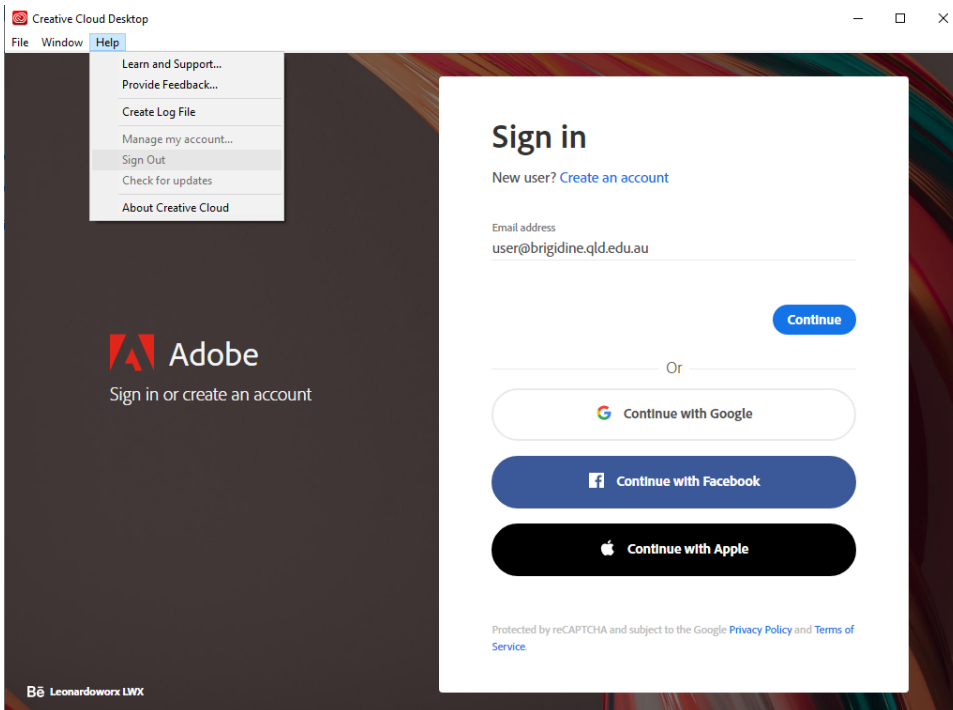 Creative Cloud Desktop
File Window Help
Learn and Support...
Provide Feedback...
Create Log File
Manage my account...
Sign Out
Check for updates
About Creative Cloud
Adobe
Sign in or create an account
Bē Leonardoworx LWX
Sign in
New user? Create an account
Email address
user@brigidine.qld.edu.au
Continue
Or
Continue with Google
Continue with Facebook
Continue with Apple
Protected by reCAPTCHA and subject to the Google Privacy Policy and Terms of
Service.